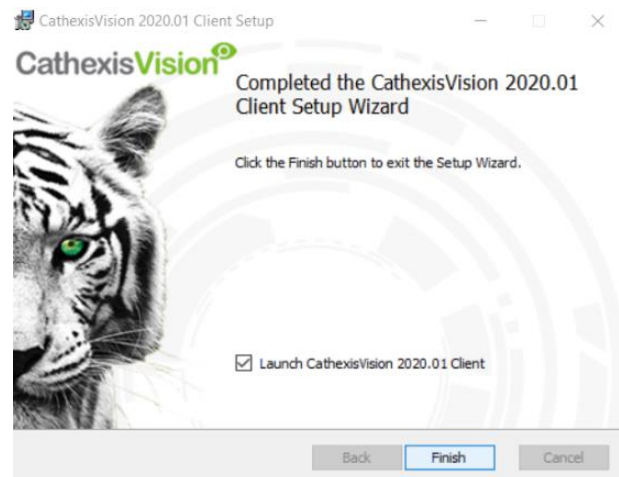 CathexisVision 2020.01 Client Setup
CathexisVision
Completed the CathexisVision 2020.01
Client Setup Wizard
Click the Finish button to exit the Setup Wizard.
Launch CathexisVision 2020.01 Client
Back
Finish
Cancel